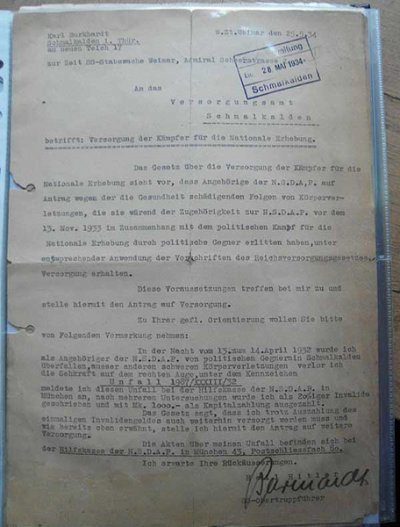 Karl Burkhardt
Schmalkalden i. Thür.
am neuen Teich 17
z.Zt. Weimar den 25.5.34
zur Zeit SS-Statswache Weimar, Admiral Scheerstrasse
28. MAI 1934
Schmalkalden
An das
Versorgungsamt
Schmalkalden
betrifft: Versorgung der Kämpfer für die Nationale Erhebung.
Das Gesetz über die Versorgung der Kämpfer für die
Nationale Erhebung sieht vor, dass Angehörige der N.S.D.A.P. auf
Antrag wegen der die Gesundheit schädigenden Folgen von Körperver-
letzungen, die sie während der Zugehörigkeit zur N.S.D.A.P. vor dem
13. Nov. 1933 im Zusammenhang mit dem politischen Kampf für die
Nationale Erhebung durch politische Gegner erlitten haben, unter
entsprechender Anwendung der Vorschriften des Reichsversorgungsgesetzes
Versorgung erhalten.
Diese Voraussetzungen treffen bei mir zu und
stelle hiermit den Antrag auf Versorgung.
Zu Ihrer gefl. Orientierung wollen Sie bitte
von Folgenden Vormerkung nehmen:
In der Nacht vom 13. zum 14. April 1932 wurde ich
als Angehöriger der N.S.D.A.P. von politischen Gegnern in Schmalkalden
überfallen, ausser anderen schweren Körperverletzungen verlor ich
die Sehkraft auf dem rechten Auge, unter dem Kennzeichen
Unfall 1987/XXXIII/32
meldete ich diesen Unfall bei der Hilfskasse der N.S.D.A.P. in
München an, nach mehreren Untersuchungen wurde ich als Invalide
geschrieben und mit Mk. als Kapitalzahlung ausgezahlt.
Das Gesetz sagt, dass ich trotz Auszahlung des
einmaligen Invalidengeldes auch weiterhin versorgt werden muss und
wie bereits oben erwähnt, stelle ich hiermit den Antrag auf weitere
Versorgung.
Die Akten über meinen Unfall befinden sich bei
der Hilfskasse der N.S.D.A.P. in München 43, Postschliessfach 80.
Ich erwarte Ihre Rückäusserungen.
SS-Obertruppführer